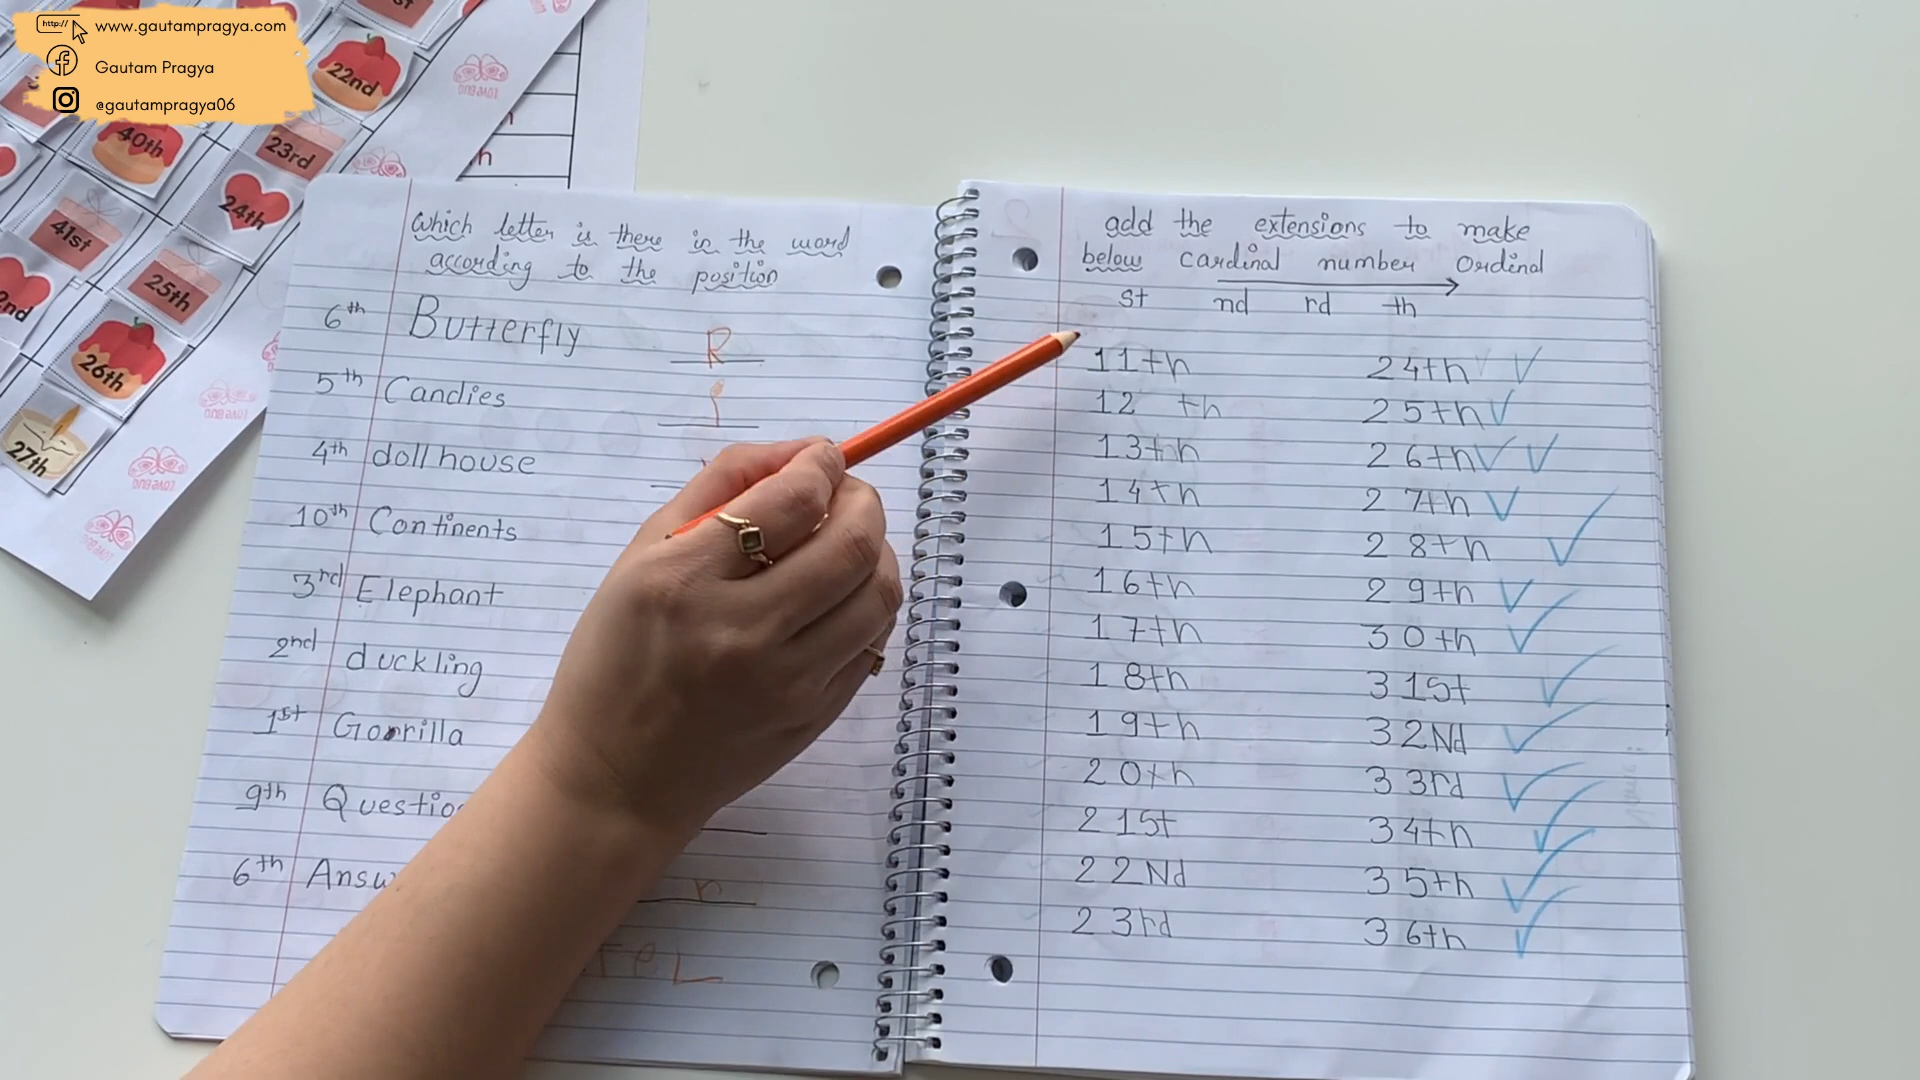 www.gautampragya.com
Gautam Pragya
@gautampragya06
22nd
40th
23rd
24th
41st
25th
26th
27th
which letter is there in the word
according to the position
6th Butterfly R
5th Candies i
4th doll house
10th Continents
3rd Elephant
2nd duckling
1st Gorrilla
9th Questio
6th Answ n
add the extensions to make
below cardinal number Ordinal
st nd rd th
11th 24th
12 th 25th
13th 26th
14th 27th
15th 28th
16th 29th
17th 30th
18th 31st
19th 32Nd
20th 33rd
21st 34th
22Nd 35th
23rd 36th